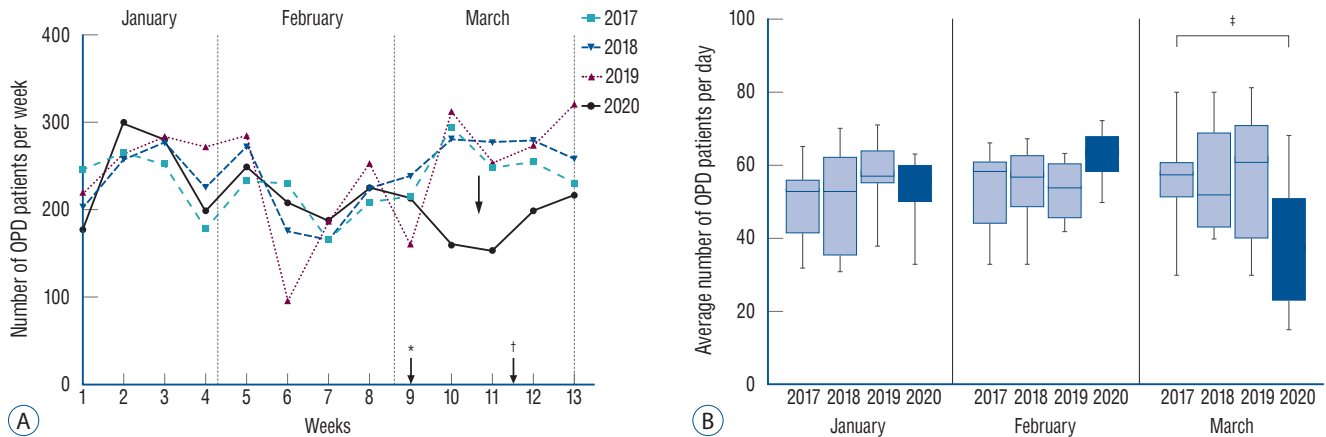 January February March
2017
2018
2019
2020
Number of OPD patients per week
400
300
200
100
0
* †
1 2 3 4 5 6 7 8 9 10 11 12 13
Weeks
A
Average number of OPD patients per day
100
80
60
40
20
0
‡
2017 2018 2019 2020 2017 2018 2019 2020 2017 2018 2019 2020
January February March
B